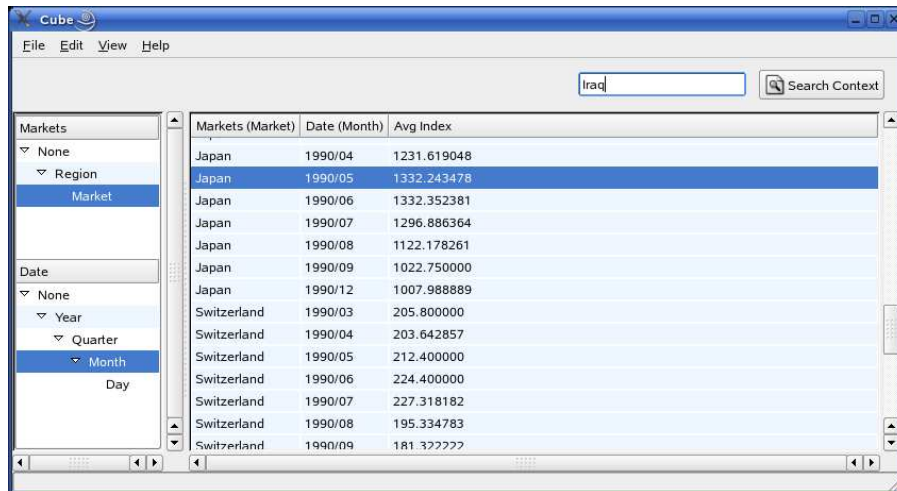 Cube
File Edit View Help
Iraq Search Context
Markets
None
Region
Market
Date
None
Year
Quarter
Month
Day
Markets (Market) Date (Month) Avg Index
Japan 1990/04 1231.619048
Japan 1990/05 1332.243478
Japan 1990/06 1332.352381
Japan 1990/07 1296.886364
Japan 1990/08 1122.178261
Japan 1990/09 1022.750000
Japan 1990/12 1007.988889
Switzerland 1990/03 205.800000
Switzerland 1990/04 203.642857
Switzerland 1990/05 212.400000
Switzerland 1990/06 224.400000
Switzerland 1990/07 227.318182
Switzerland 1990/08 195.334783
Switzerland 1990/09 181.322222